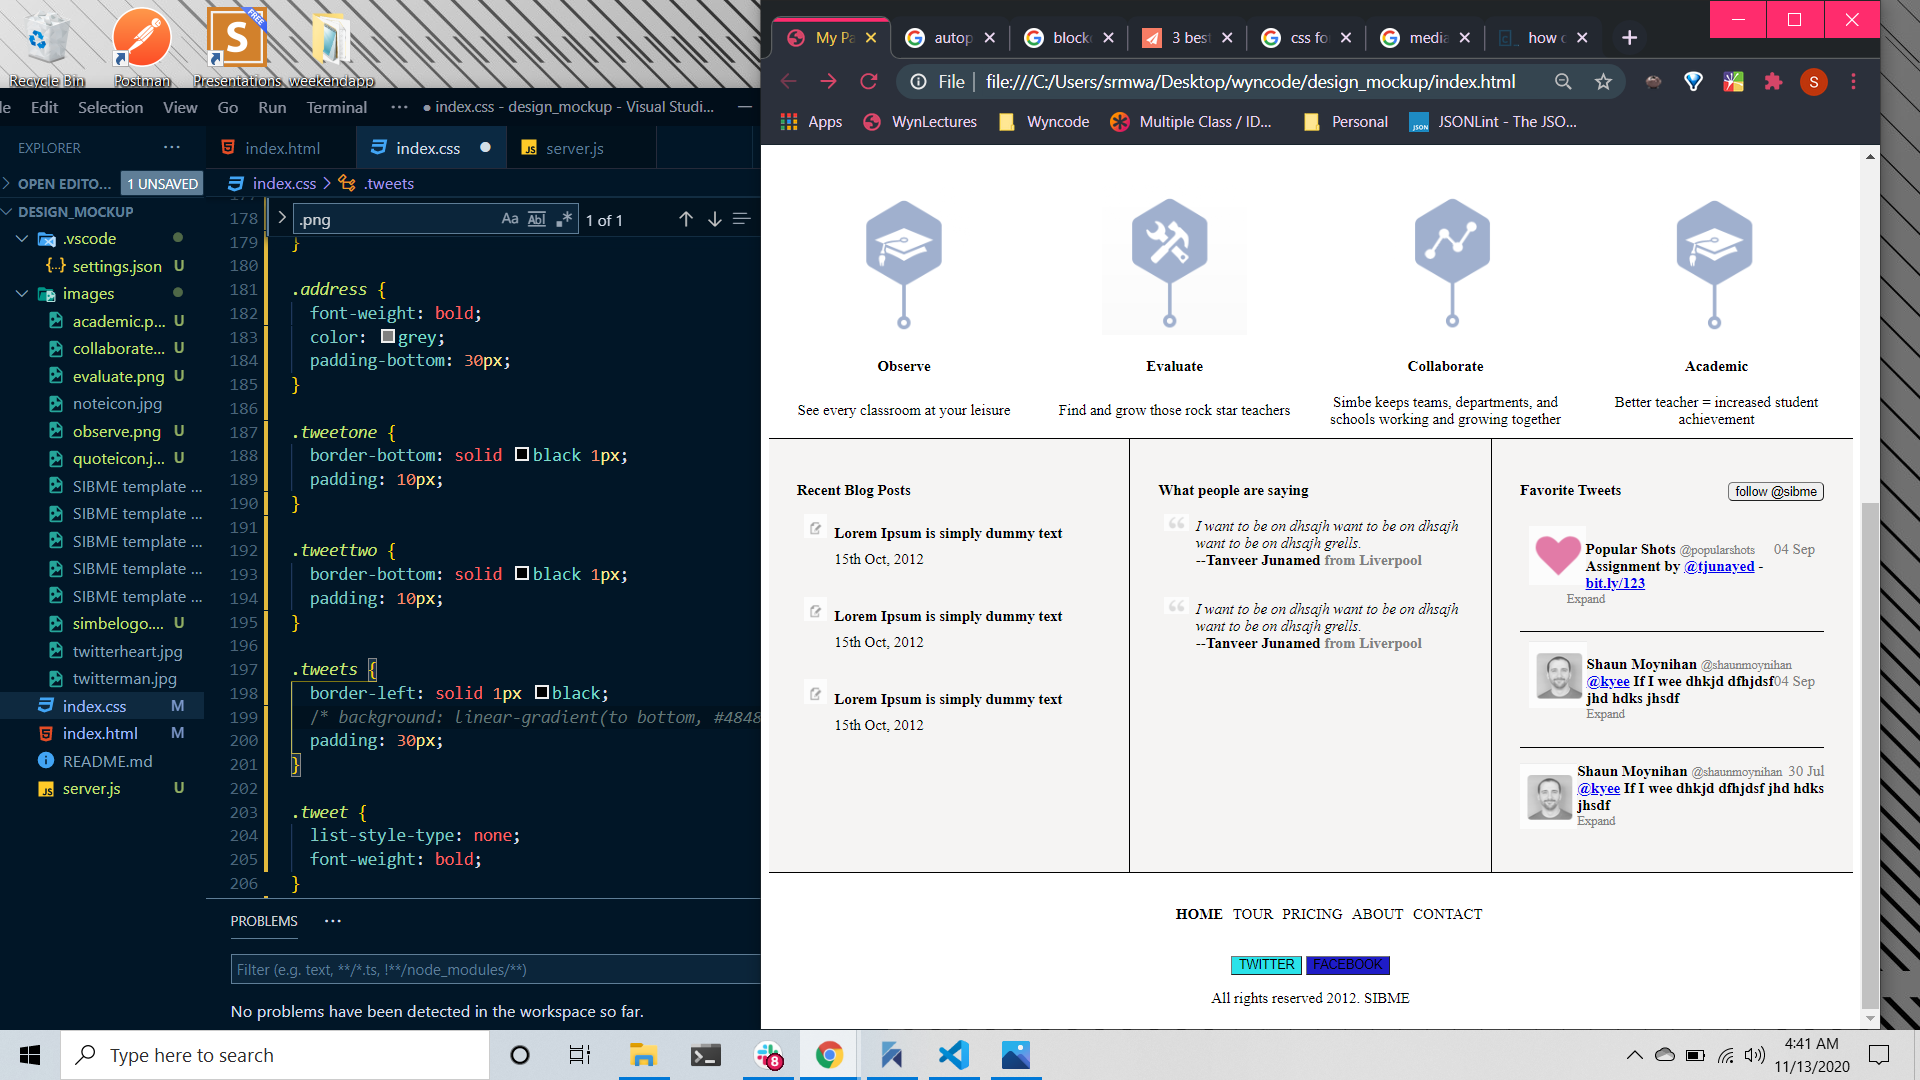 Recycle Bin
Postman
Presentations
weekendapp
FREE
S
le Edit Selection View Go Run Terminal ··· ● index.css - design_mockup - Visual Studi...
EXPLORER ···
index.html
index.css
JS server.js
OPEN EDITO... 1 UNSAVED
index.css > .tweets
DESIGN_MOCKUP
.vscode
{..} settings.json U
images
academic.p... U
collaborate... U
evaluate.png U
noteicon.jpg
observe.png U
quoteicon.j... U
SIBME template ...
SIBME template ...
SIBME template ...
SIBME template ...
SIBME template ...
simbelogo.... U
twitterheart.jpg
twitterman.jpg
index.css M
index.html M
README.md
JS server.js U
.png Aa Abl .* 1 of 1
177
178
179 }
180
181 .address {
182 font-weight: bold;
183 color: grey;
184 padding-bottom: 30px;
185 }
186
187 .tweetone {
188 border-bottom: solid black 1px;
189 padding: 10px;
190 }
191
192 .tweettwo {
193 border-bottom: solid black 1px;
194 padding: 10px;
195 }
196
197 .tweets {
198 border-left: solid 1px black;
199 /* background: linear-gradient(to bottom, #4848
200 padding: 30px;
201 }
202
203 .tweet {
204 list-style-type: none;
205 font-weight: bold;
206 }
PROBLEMS ···
Filter (e.g. text, **/*.ts, !**/node_modules/**)
No problems have been detected in the workspace so far.
My Pa
autop
block
3 best
css fo
media
how c
File | file:///C:/Users/srmwa/Desktop/wyncode/design_mockup/index.html
S
Apps WynLectures Wyncode Multiple Class / ID... Personal JSON JSONLint - The JSO...
Observe
See every classroom at your leisure
Evaluate
Find and grow those rock star teachers
Collaborate
Simbe keeps teams, departments, and
schools working and growing together
Academic
Better teacher = increased student
achievement
Recent Blog Posts
Lorem Ipsum is simply dummy text
15th Oct, 2012
Lorem Ipsum is simply dummy text
15th Oct, 2012
Lorem Ipsum is simply dummy text
15th Oct, 2012
What people are saying
I want to be on dhsajh want to be on dhsajh
want to be on dhsajh grells.
--Tanveer Junamed from Liverpool
I want to be on dhsajh want to be on dhsajh
want to be on dhsajh grells.
--Tanveer Junamed from Liverpool
Favorite Tweets
follow @sibme
Popular Shots @popularshots 04 Sep
Assignment by @tjunayed -
bit.ly/123
Expand
Shaun Moynihan @shaunmoynihan
@kyee If I wee dhkjd dfhjdsf 04 Sep
jhd hdks jhsdf
Expand
Shaun Moynihan @shaunmoynihan 30 Jul
@kyee If I wee dhkjd dfhjdsf jhd hdks
jhsdf
Expand
HOME TOUR PRICING ABOUT CONTACT
TWITTER FACEBOOK
All rights reserved 2012. SIBME
Type here to search
8
4:41 AM
11/13/2020